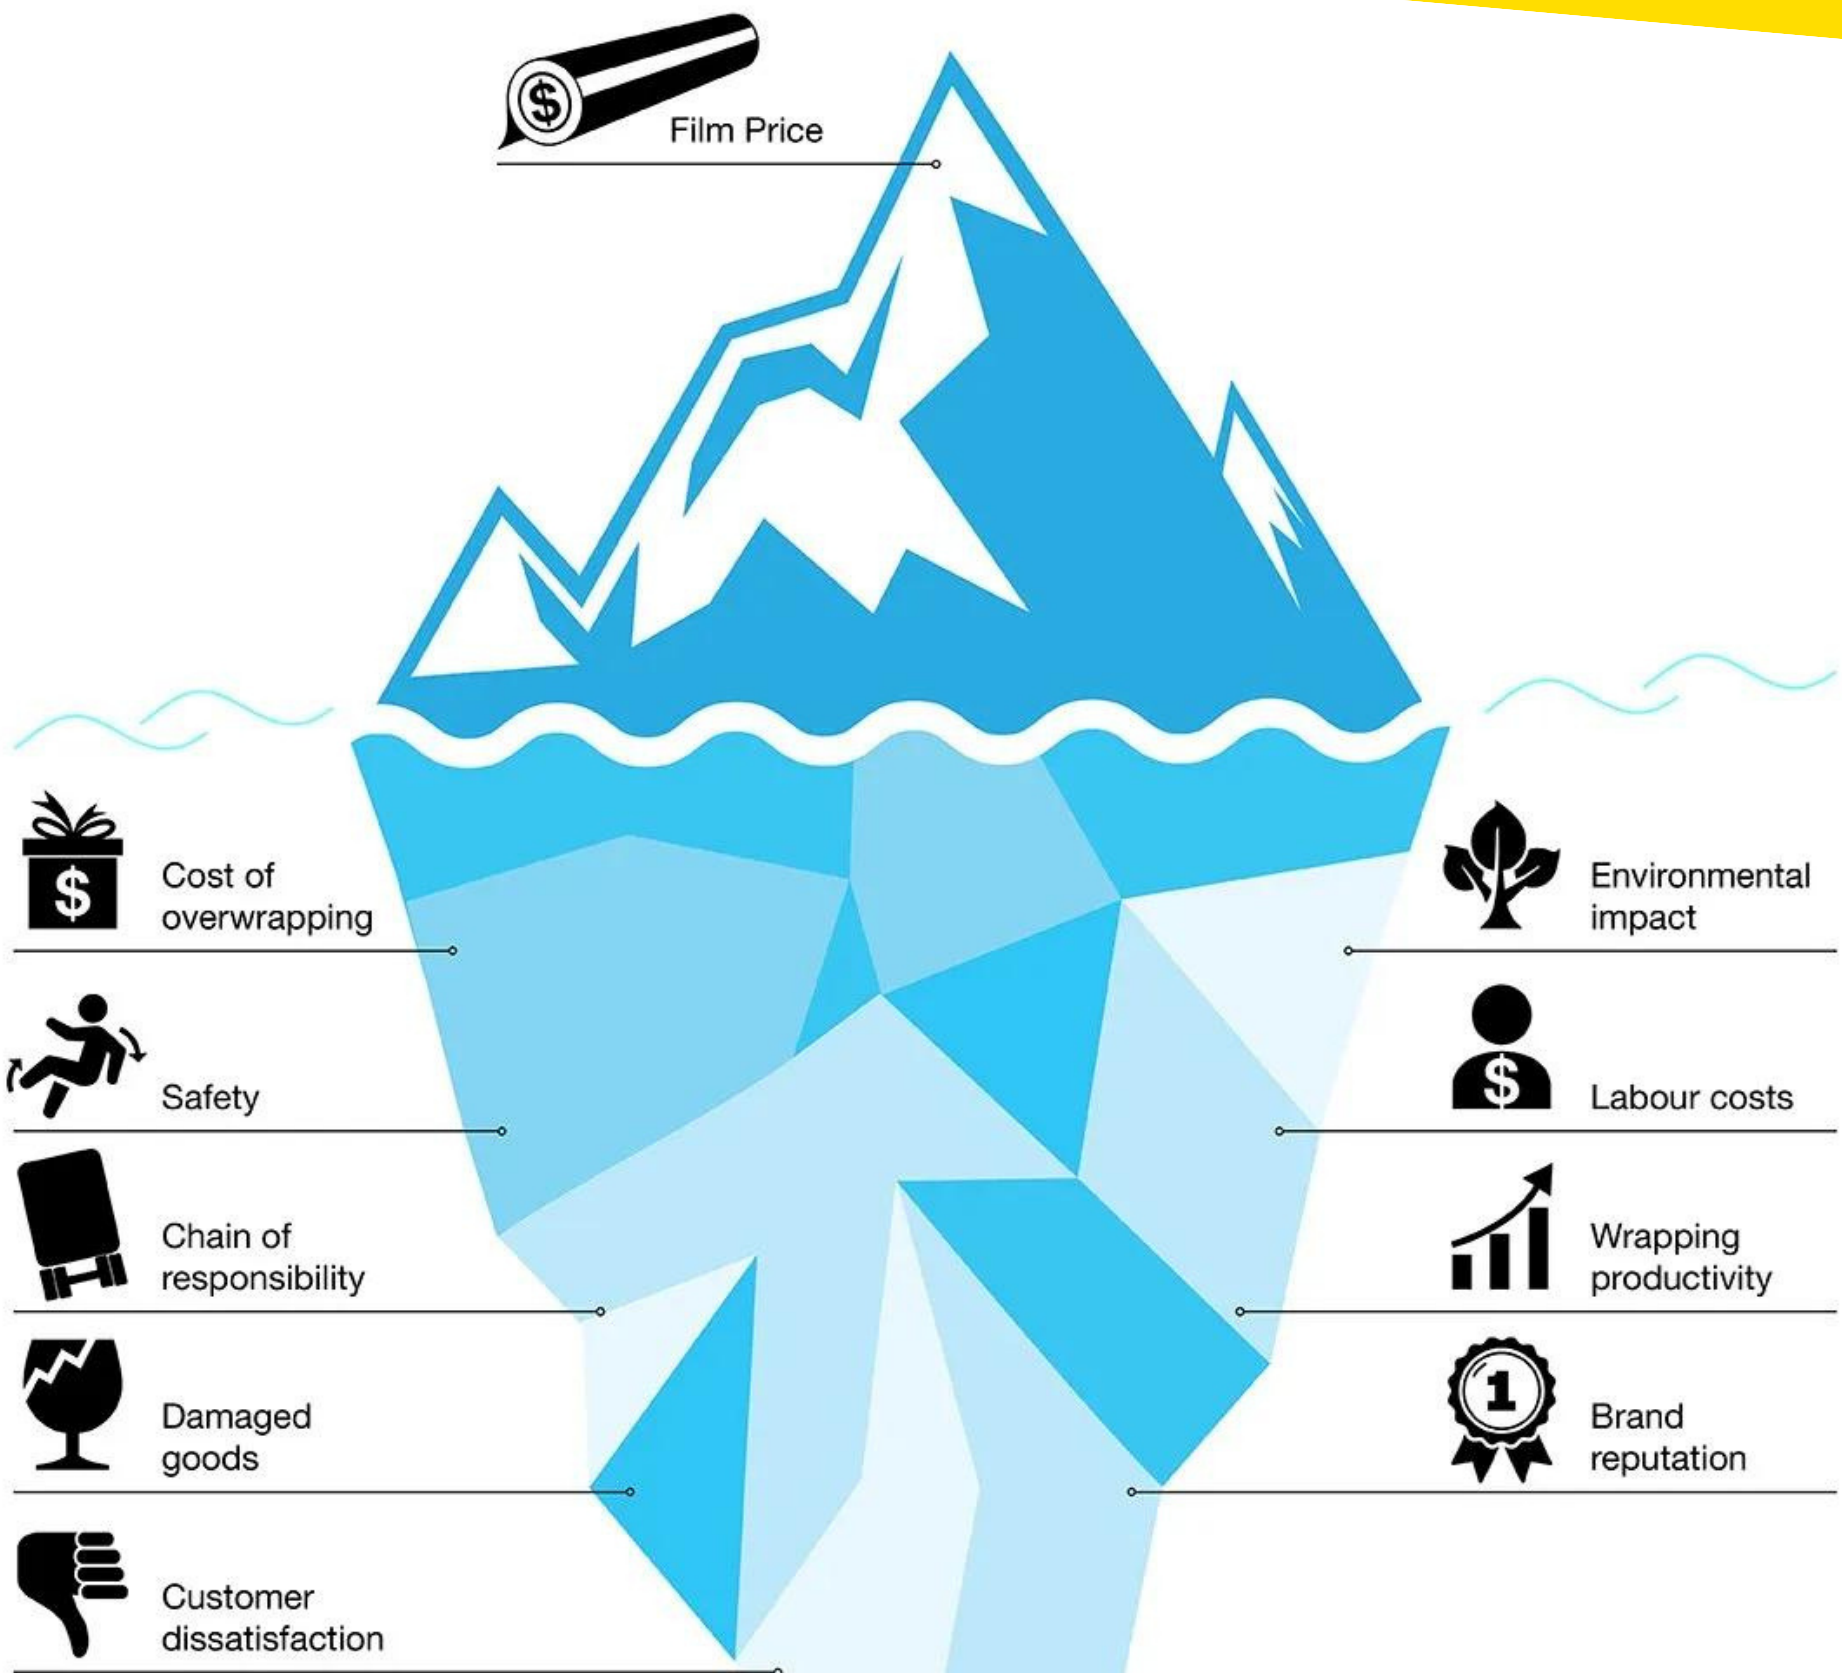 $
Film Price
$
Cost of
overwrapping
Environmental
impact
Safety
$
Labour costs
Chain of
responsibility
Wrapping
productivity
Damaged
goods
1
Brand
reputation
Customer
dissatisfaction